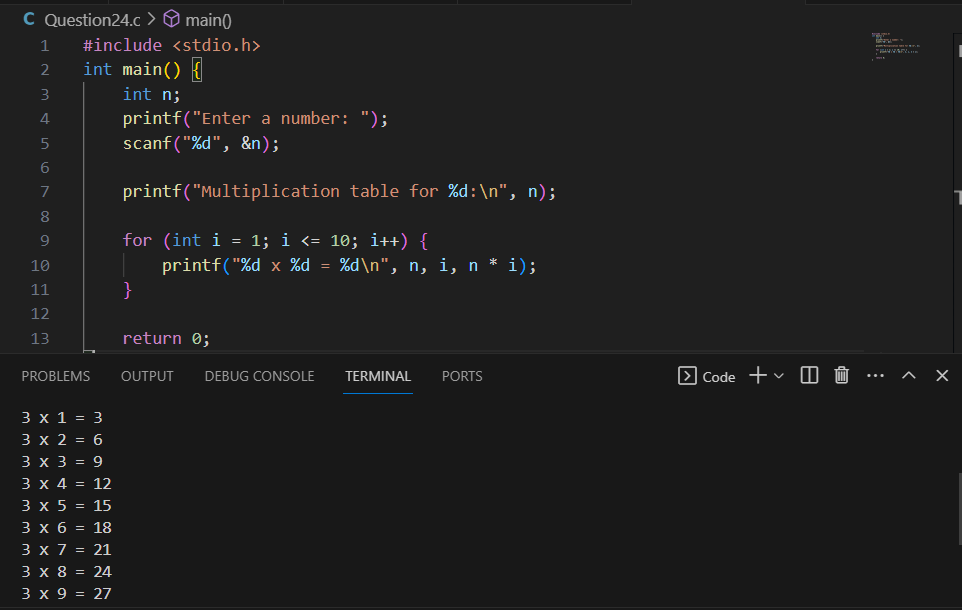 C Question24.c > main()
1 #include <stdio.h>
2 int main() {
3     int n;
4     printf("Enter a number: ");
5     scanf("%d", &n);
6
7     printf("Multiplication table for %d:\n", n);
8
9     for (int i = 1; i <= 10; i++) {
10         printf("%d x %d = %d\n", n, i, n * i);
11     }
12
13     return 0;
PROBLEMS OUTPUT DEBUG CONSOLE TERMINAL PORTS Code
3 x 1 = 3
3 x 2 = 6
3 x 3 = 9
3 x 4 = 12
3 x 5 = 15
3 x 6 = 18
3 x 7 = 21
3 x 8 = 24
3 x 9 = 27